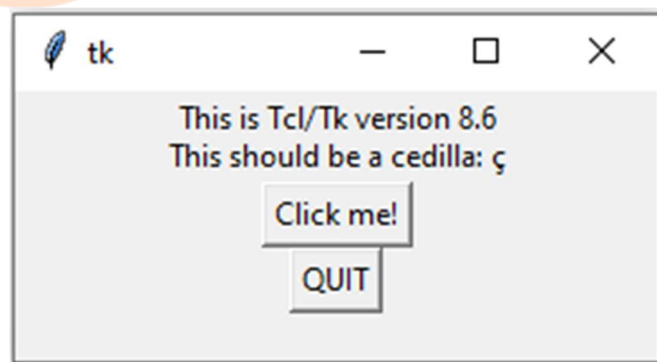 tk
This is Tcl/Tk version 8.6
This should be a cedilla: ç
Click me!
QUIT